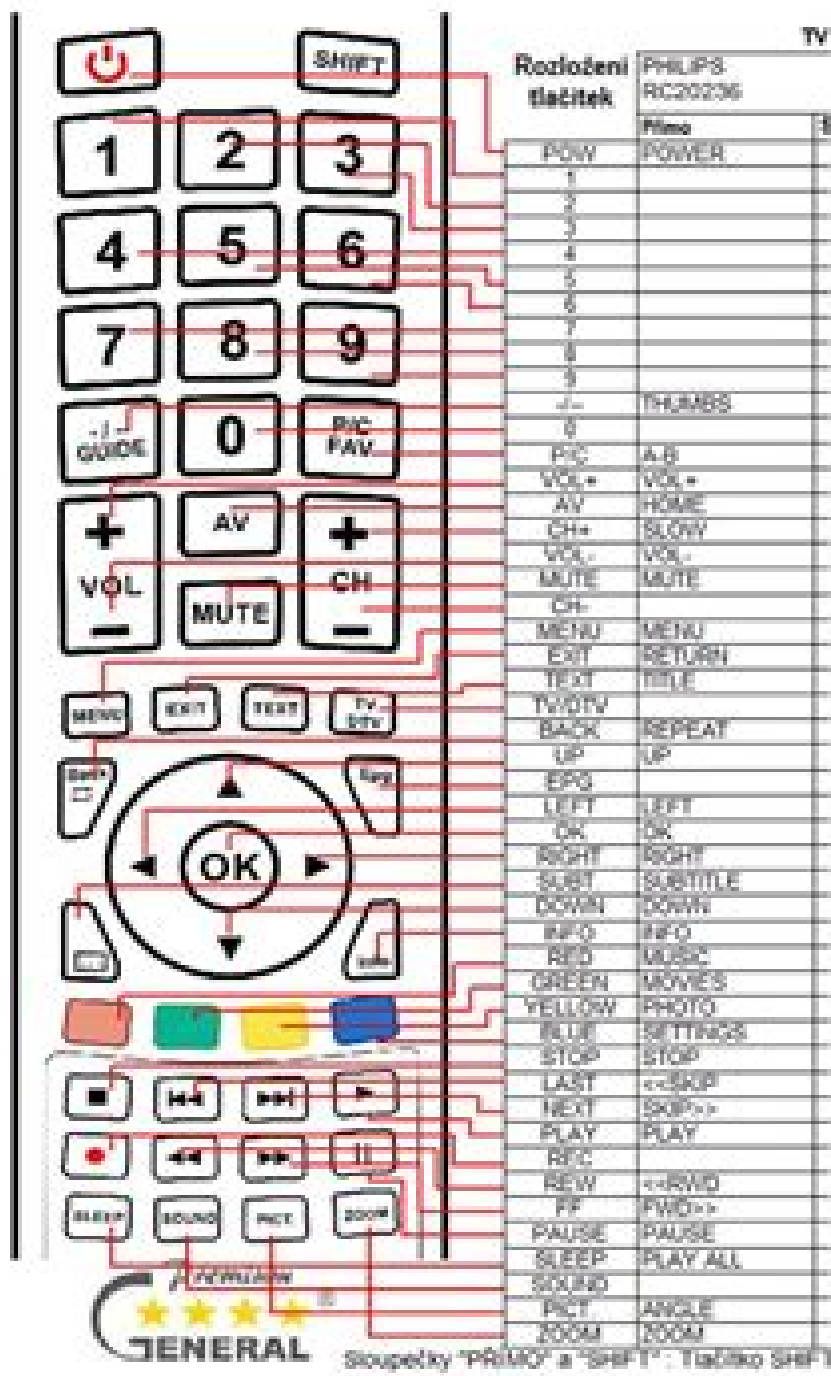 SHIFT
1 2 3
4 5 6
7 8 9
-/-- GUIDE
0
P/C FAV
+ VOL −
AV
MUTE
+ CH −
MENU EXIT TEXT TV DTV
Back
Epg
OK
SLEEP SOUND PICT. ZOOM
Premium
GENERAL ®
TV
Rozložení tlačítek PHILIPS RC20236
Přímo S
POW POWER
1
2
3
4
5
6
7
8
9
-/-- THUMBS
0
P/C A-B
VOL+ VOL+
AV HOME
CH+ SLOW
VOL- VOL-
MUTE MUTE
CH-
MENU MENU
EXIT RETURN
TEXT TITLE
TV/DTV
BACK REPEAT
UP UP
EPG
LEFT LEFT
OK OK
RIGHT RIGHT
SUBT SUBTITLE
DOWN DOWN
INFO INFO
RED MUSIC
GREEN MOVIES
YELLOW PHOTO
BLUE SETTINGS
STOP STOP
LAST <<SKIP
NEXT SKIP>>
PLAY PLAY
REC
REW <<RWD
FF FWD>>
PAUSE PAUSE
SLEEP PLAY ALL
SOUND
PICT. ANGLE
ZOOM ZOOM
Sloupečky "PŘÍMO" a "SHIFT" : Tlačítko SHIFT